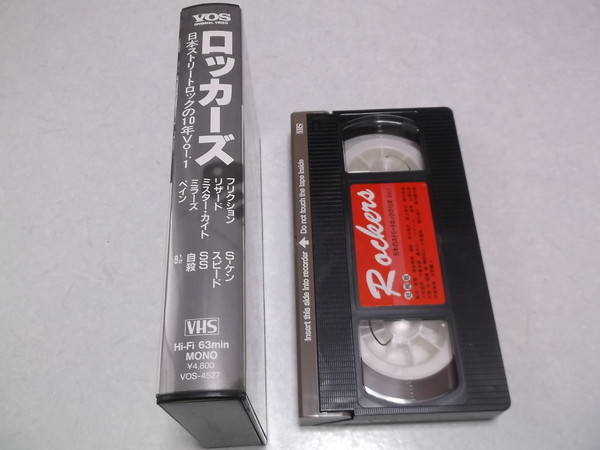 VOS
ORIGINAL VIDEO
ロッカーズ
日本ストリートロックの10年Vol.1
フリクション
リザード
ミスター・カイト
ミラーズ
ペイン
S-ケン
スピード
SS
自殺
VHS
Hi-Fi 63min
MONO
¥4,800
VOS-4527
VHS
Insert this side into recorder ▲ Do not touch the tape inside
Rockers